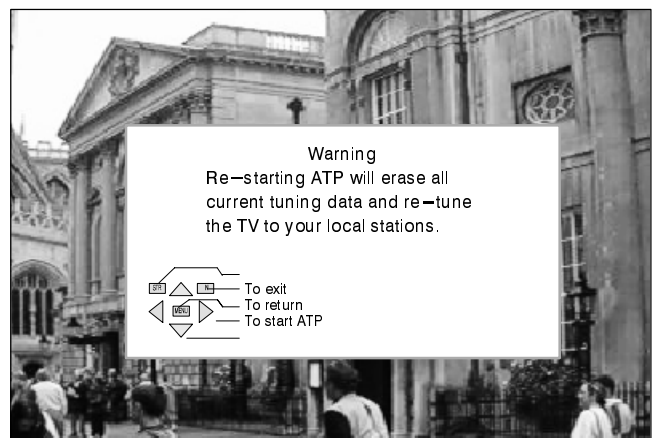 Warning
Re-starting ATP will erase all
current tuning data and re-tune
the TV to your local stations.
STR N
To exit
MENU To return
To start ATP